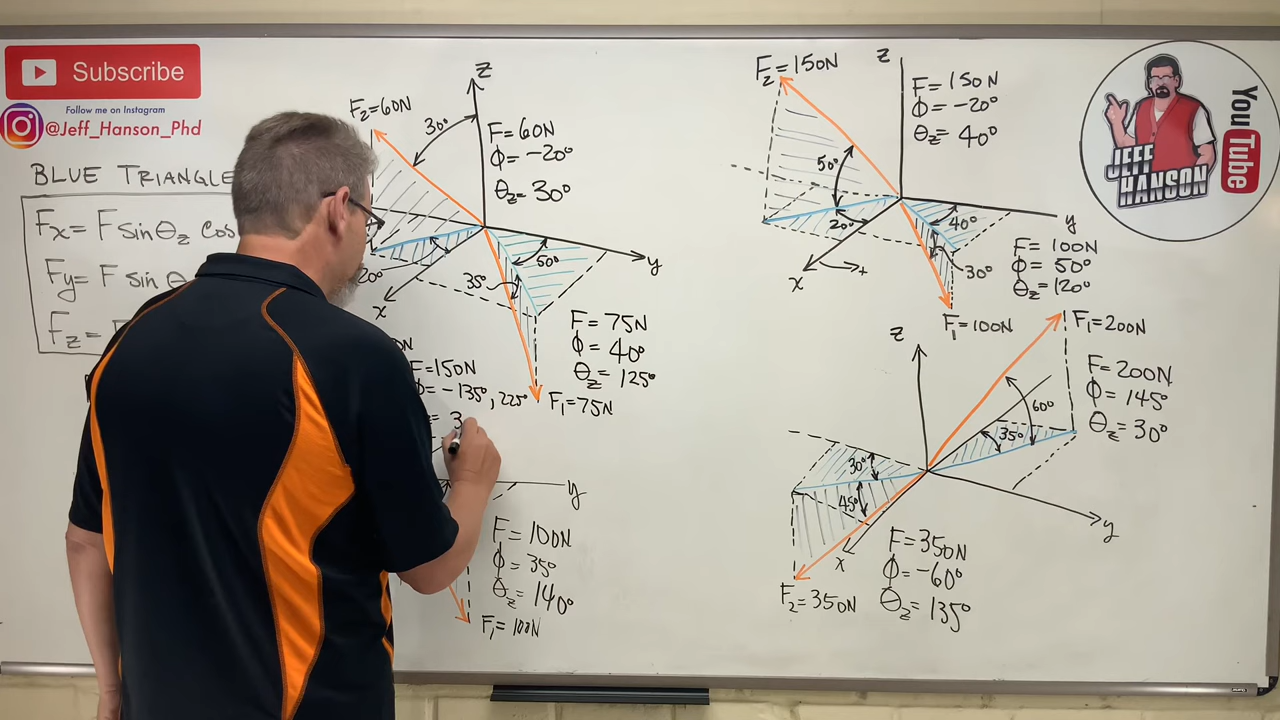 Subscribe
Follow me on Instagram
@Jeff_Hanson_Phd
BLUE TRIANGLE
Fx = F sinθz cos
Fy = F sin θ
Fz =
F₂=60N
30°
z
F=60N
Φ=-20°
θz=30°
20°
x
35°
50°
y
F=75N
Φ=40°
θz=125°
F₁=75N
F=150N
Φ=-135°, 225°
= 3
y
F=100N
Φ=35°
θz=140°
F₁=100N
F₂=150N
z
F=150N
Φ=-20°
θz=40°
50°
20°
40°
y
x
+
30°
F=100N
Φ=50°
θz=120°
F₁=100N
z
F₁=200N
F=200N
Φ=145°
θz=30°
60°
35°
30°
45°
y
x
F=350N
Φ=-60°
θz=135°
F₂=350N
JEFF
HANSON
YouTube